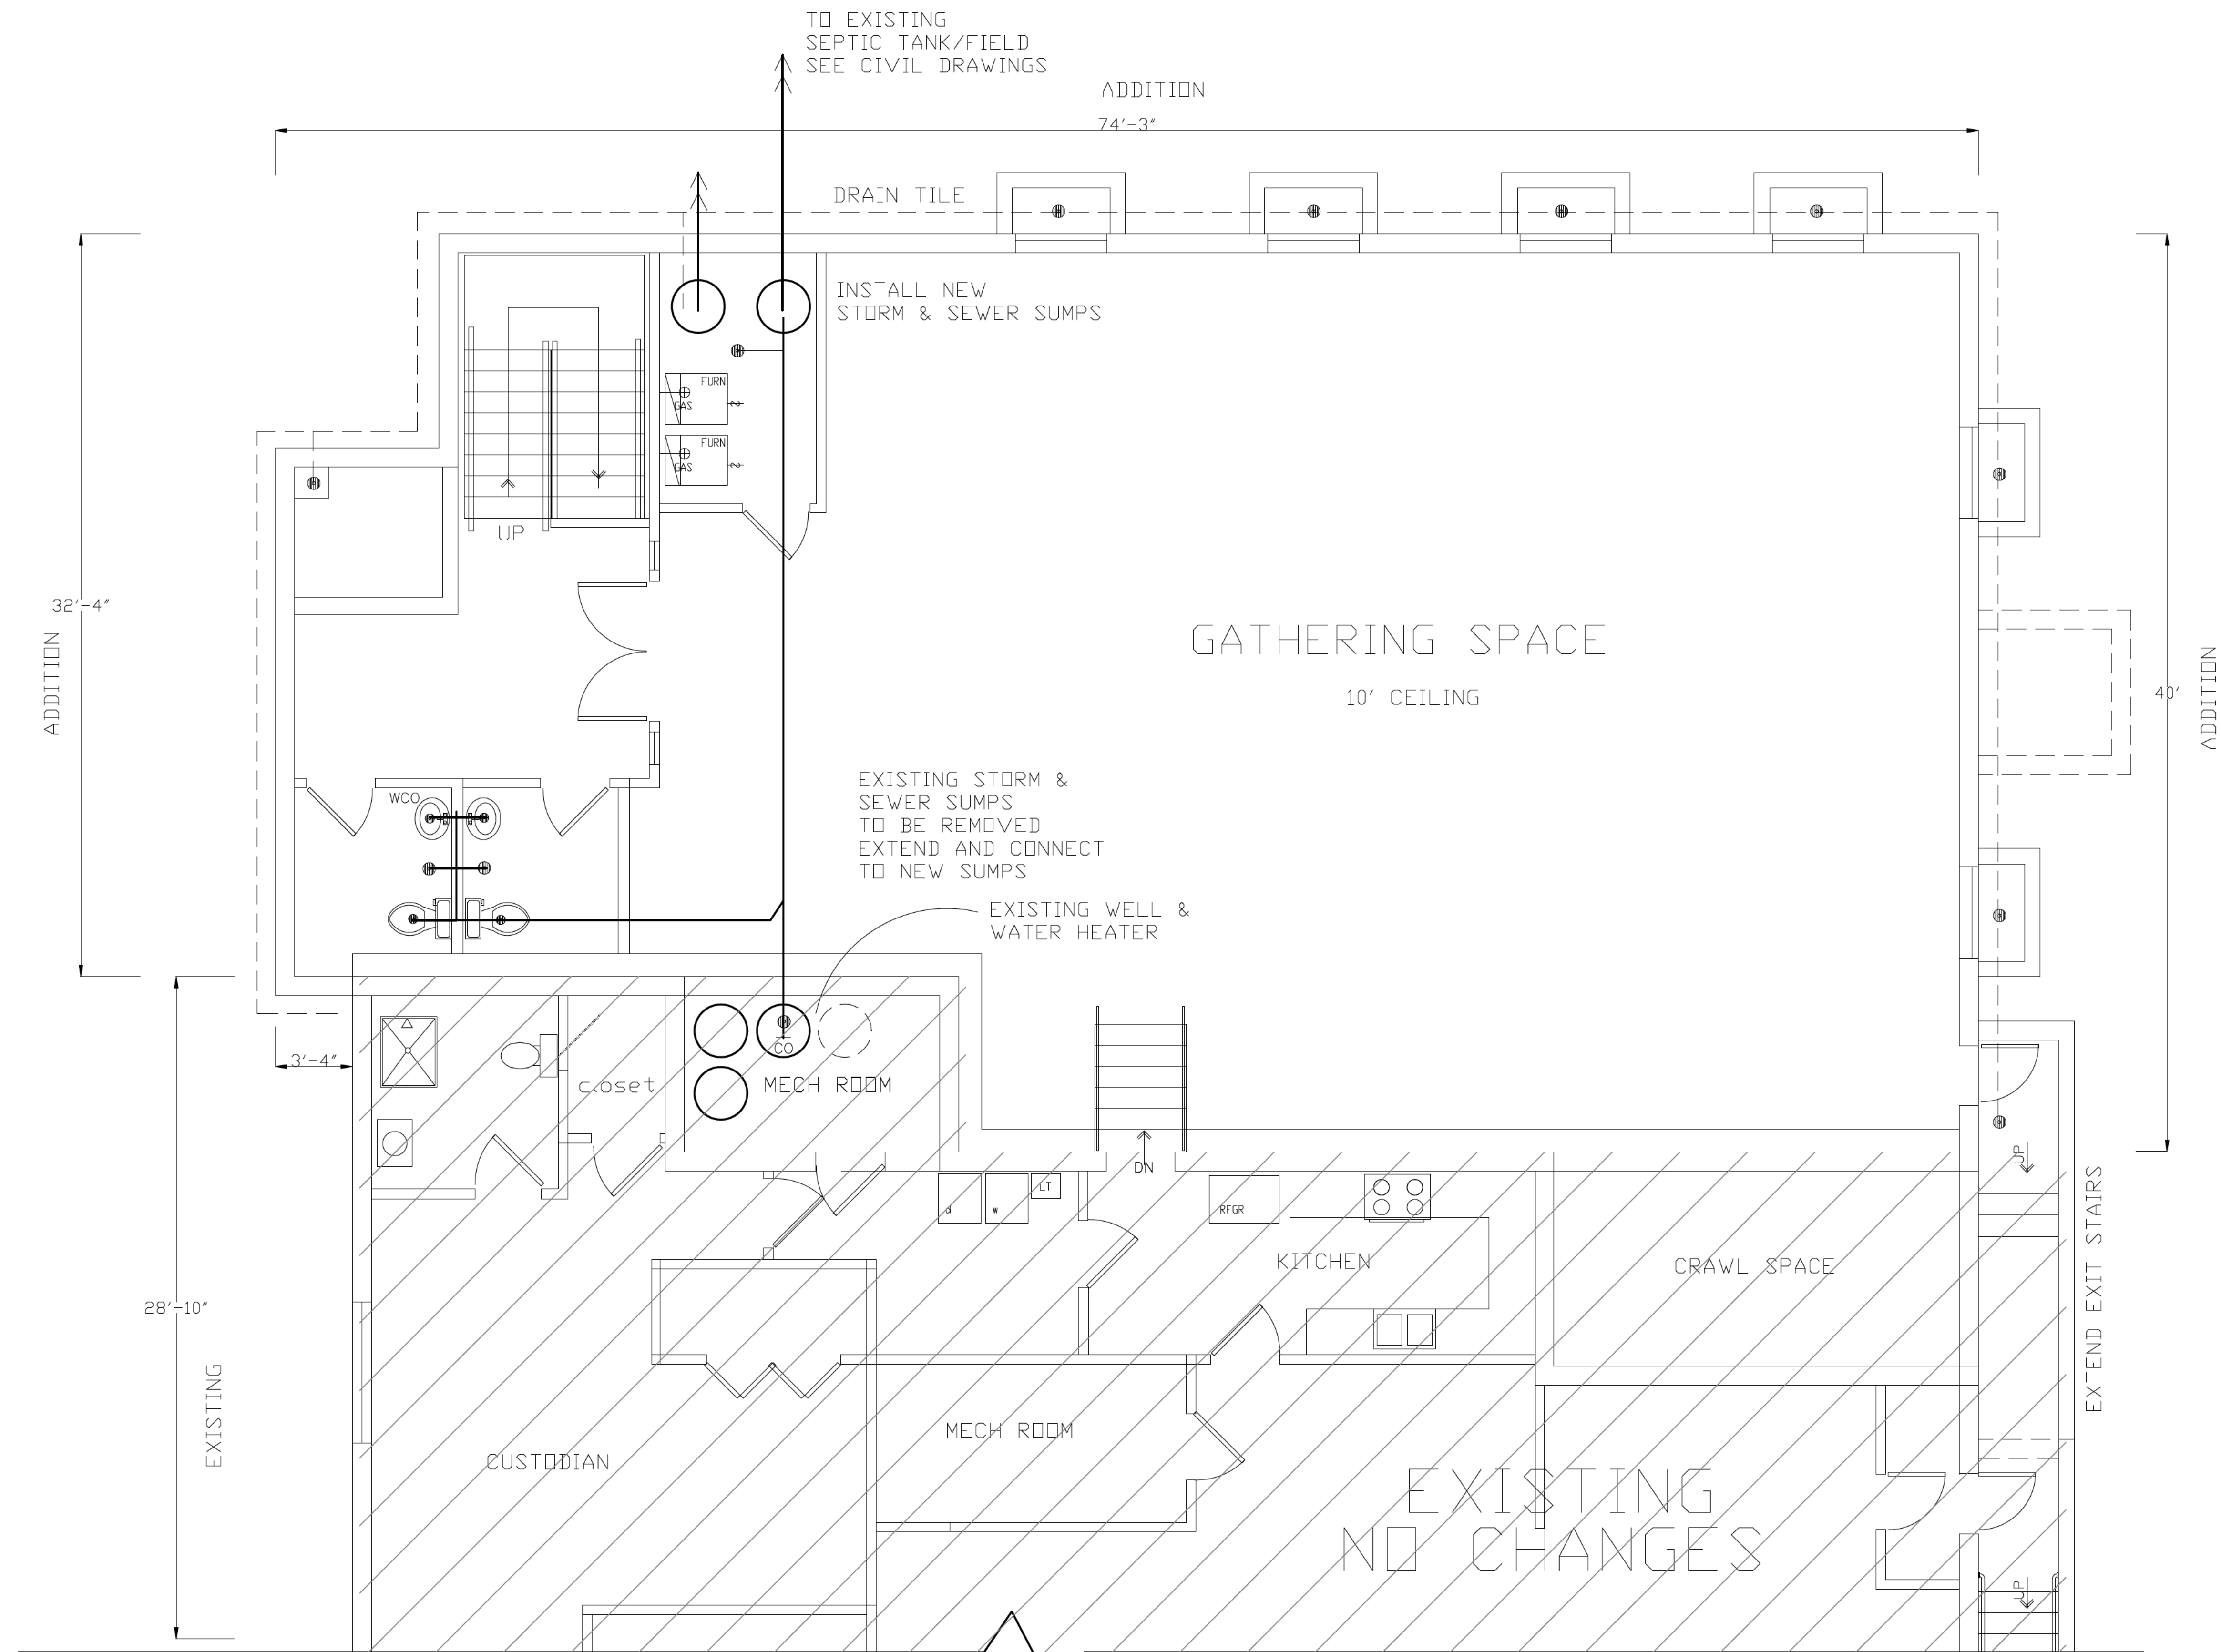 TO EXISTING
SEPTIC TANK/FIELD
SEE CIVIL DRAWINGS
ADDITION
74'-3"
DRAIN TILE
INSTALL NEW
STORM & SEWER SUMPS
FURN
GAS
FURN
GAS
UP
32'-4"
ADDITION
GATHERING SPACE
10' CEILING
40'
ADDITION
WCO
EXISTING STORM &
SEWER SUMPS
TO BE REMOVED.
EXTEND AND CONNECT
TO NEW SUMPS
EXISTING WELL &
WATER HEATER
CO
3'-4"
closet
MECH ROOM
DN
UP
LT
d
w
RFGR
KITCHEN
CRAWL SPACE
EXTEND EXIT STAIRS
28'-10"
EXISTING
CUSTODIAN
MECH ROOM
EXISTING
NO CHANGES
UP